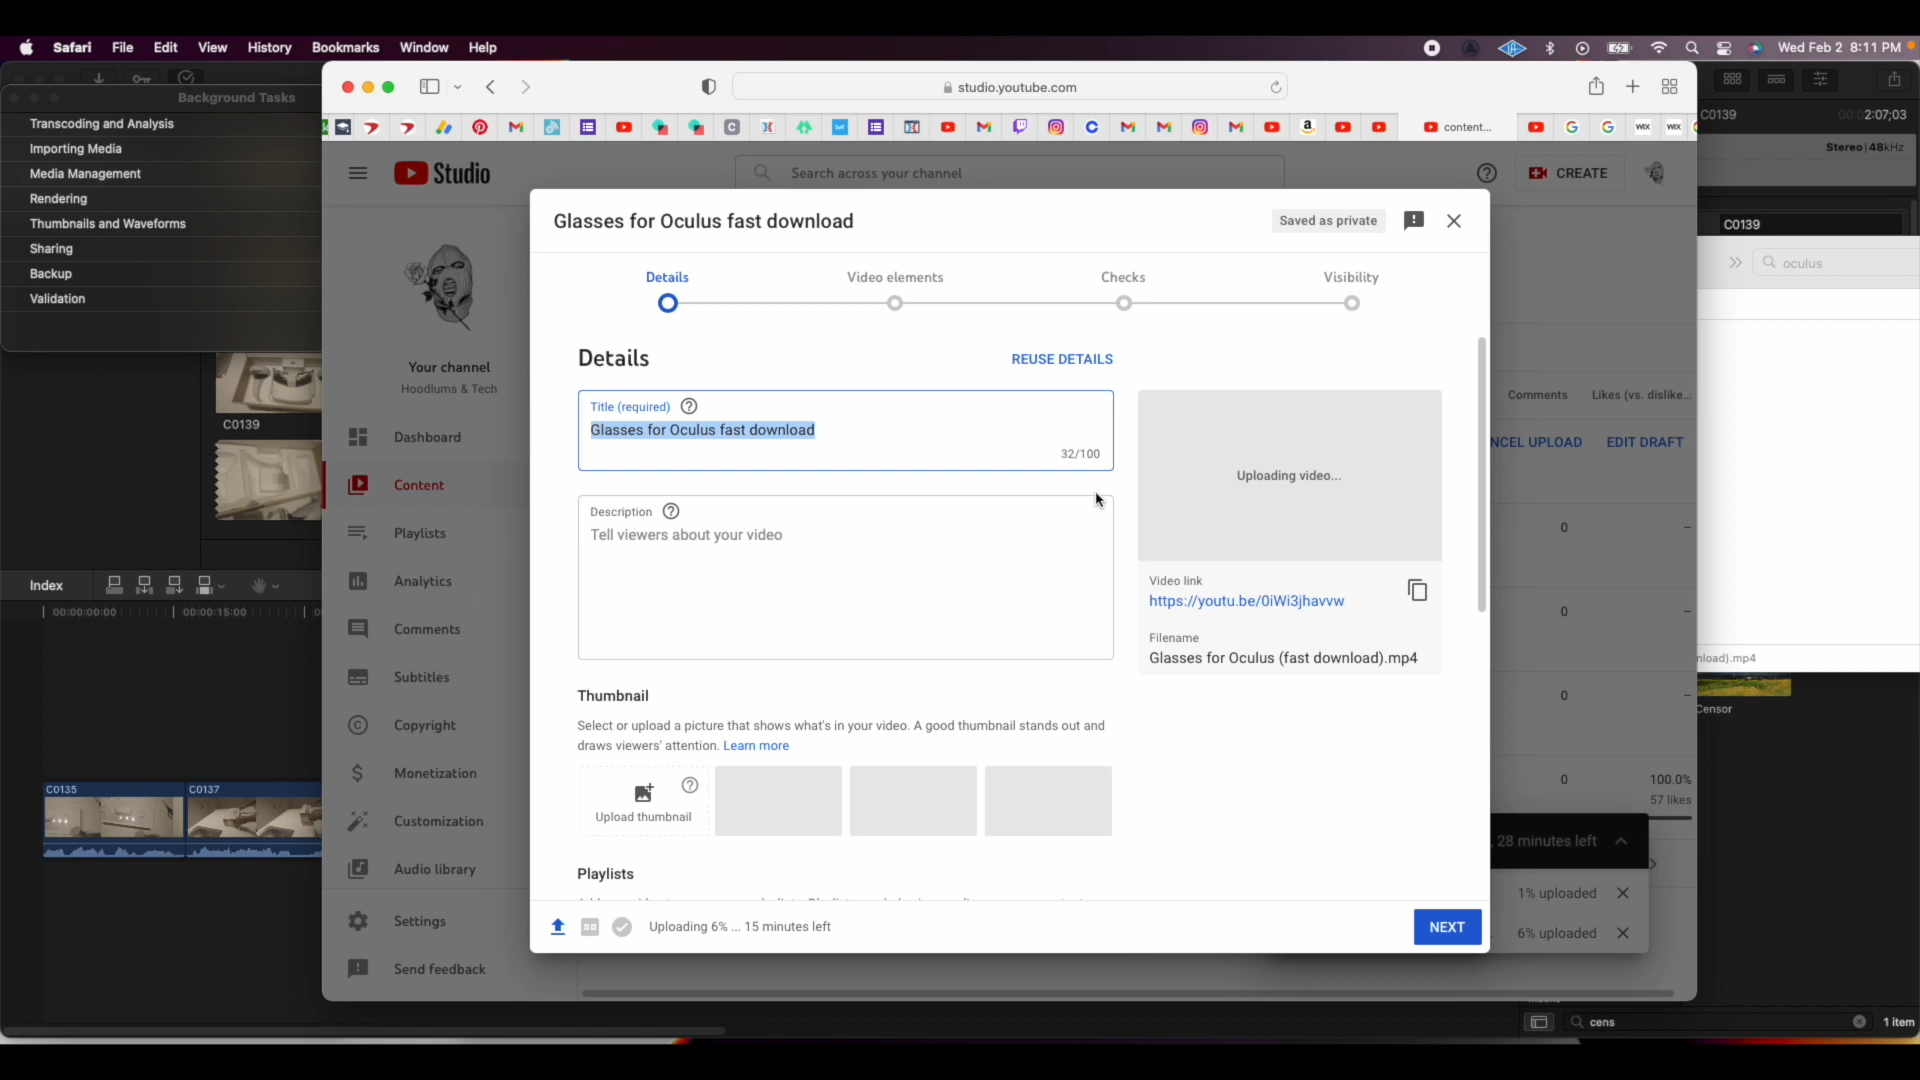 Safari File Edit View History Bookmarks Window Help
Wed Feb 2 8:11 PM
Background Tasks
Transcoding and Analysis
Importing Media
Media Management
Rendering
Thumbnails and Waveforms
Sharing
Backup
Validation
studio.youtube.com
content...
WIX
WIX
C0139
00:02:07;03
Stereo | 48kHz
C0139
oculus
Studio
Search across your channel
CREATE
Your channel
Hoodlums & Tech
Dashboard
Content
Playlists
Analytics
Comments
Subtitles
Copyright
Monetization
Customization
Audio library
Settings
Send feedback
C0139
Index
00:00:00:00
00:00:15:00
C0135
C0137
Glasses for Oculus fast download
Saved as private
Details
Video elements
Checks
Visibility
Details
REUSE DETAILS
Title (required)
Glasses for Oculus fast download
32/100
Description
Tell viewers about your video
Uploading video...
Video link
https://youtu.be/0iWi3jhavvw
Filename
Glasses for Oculus (fast download).mp4
Thumbnail
Select or upload a picture that shows what's in your video. A good thumbnail stands out and
draws viewers' attention. Learn more
Upload thumbnail
Playlists
Uploading 6% ... 15 minutes left
NEXT
Comments
Likes (vs. dislike...
NCEL UPLOAD
EDIT DRAFT
0
–
0
–
0
–
0
100.0%
57 likes
28 minutes left
1% uploaded
6% uploaded
nload).mp4
Censor
cens
1 item